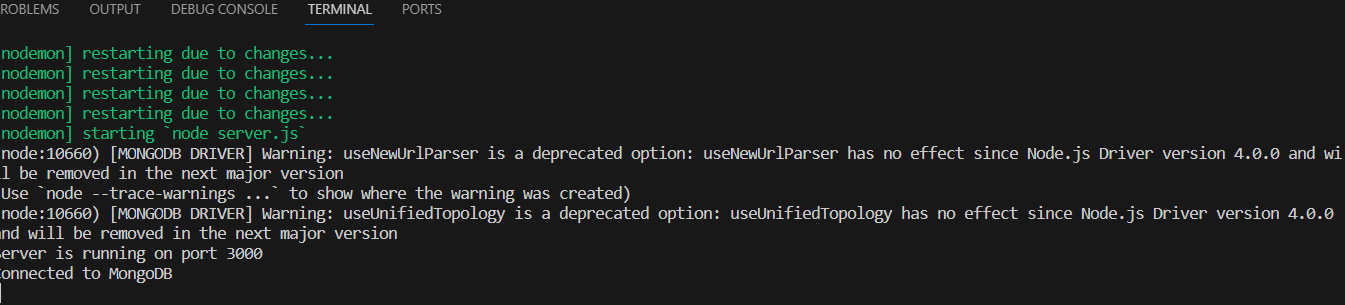 ROBLEMS OUTPUT DEBUG CONSOLE TERMINAL PORTS
nodemon] restarting due to changes...
nodemon] restarting due to changes...
nodemon] restarting due to changes...
nodemon] restarting due to changes...
nodemon] starting `node server.js`
node:10660) [MONGODB DRIVER] Warning: useNewUrlParser is a deprecated option: useNewUrlParser has no effect since Node.js Driver version 4.0.0 and wi
ll be removed in the next major version
Use `node --trace-warnings ...` to show where the warning was created)
node:10660) [MONGODB DRIVER] Warning: useUnifiedTopology is a deprecated option: useUnifiedTopology has no effect since Node.js Driver version 4.0.0
and will be removed in the next major version
Server is running on port 3000
Connected to MongoDB